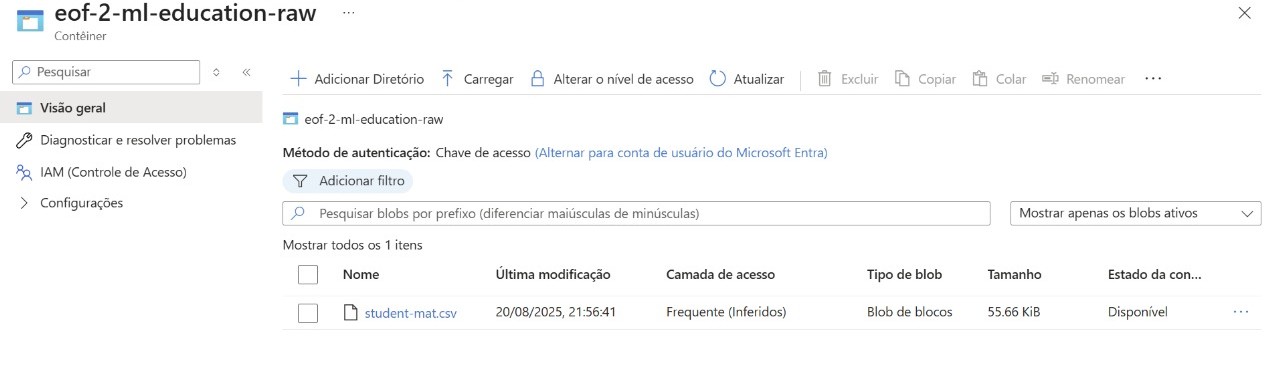 eof-2-ml-education-raw ...
Contêiner
Pesquisar
Visão geral
Diagnosticar e resolver problemas
IAM (Controle de Acesso)
Configurações
Adicionar Diretório Carregar Alterar o nível de acesso Atualizar Excluir Copiar Colar Renomear ...
eof-2-ml-education-raw
Método de autenticação: Chave de acesso (Alternar para conta de usuário do Microsoft Entra)
Adicionar filtro
Pesquisar blobs por prefixo (diferenciar maiúsculas de minúsculas) Mostrar apenas os blobs ativos
Mostrar todos os 1 itens
Nome Última modificação Camada de acesso Tipo de blob Tamanho Estado da con...
student-mat.csv 20/08/2025, 21:56:41 Frequente (Inferidos) Blob de blocos 55.66 KiB Disponível ...